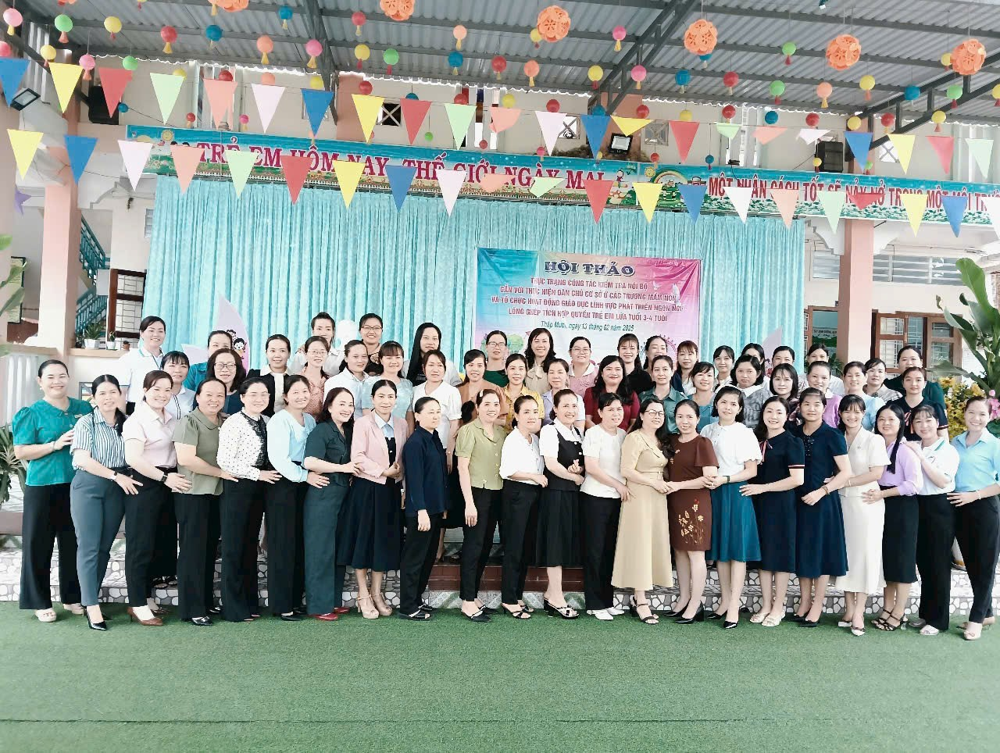 TRẺ EM HÔM NAY - THẾ GIỚI NGÀY MAI
MỘT NHÂN CÁCH TỐT SẼ NẢY NỞ TRONG MỘT MÔI
HỘI THẢO
THỰC TRẠNG CÔNG TÁC KIỂM TRA NỘI BỘ
GẮN VỚI THỰC HIỆN DÂN CHỦ CƠ SỞ Ở CÁC TRƯỜNG MẦM NON
VÀ TỔ CHỨC HOẠT ĐỘNG GIÁO DỤC LĨNH VỰC PHÁT TRIỂN NGÔN NGỮ
LỒNG GHÉP TÍCH HỢP QUYỀN TRẺ EM LỨA TUỔI 3-4 TUỔI
Tháp Mười, ngày 13 tháng 02 năm 2025